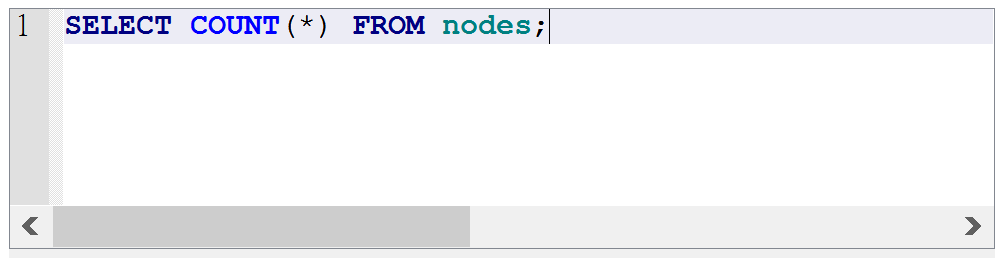 1 SELECT COUNT(*) FROM nodes;